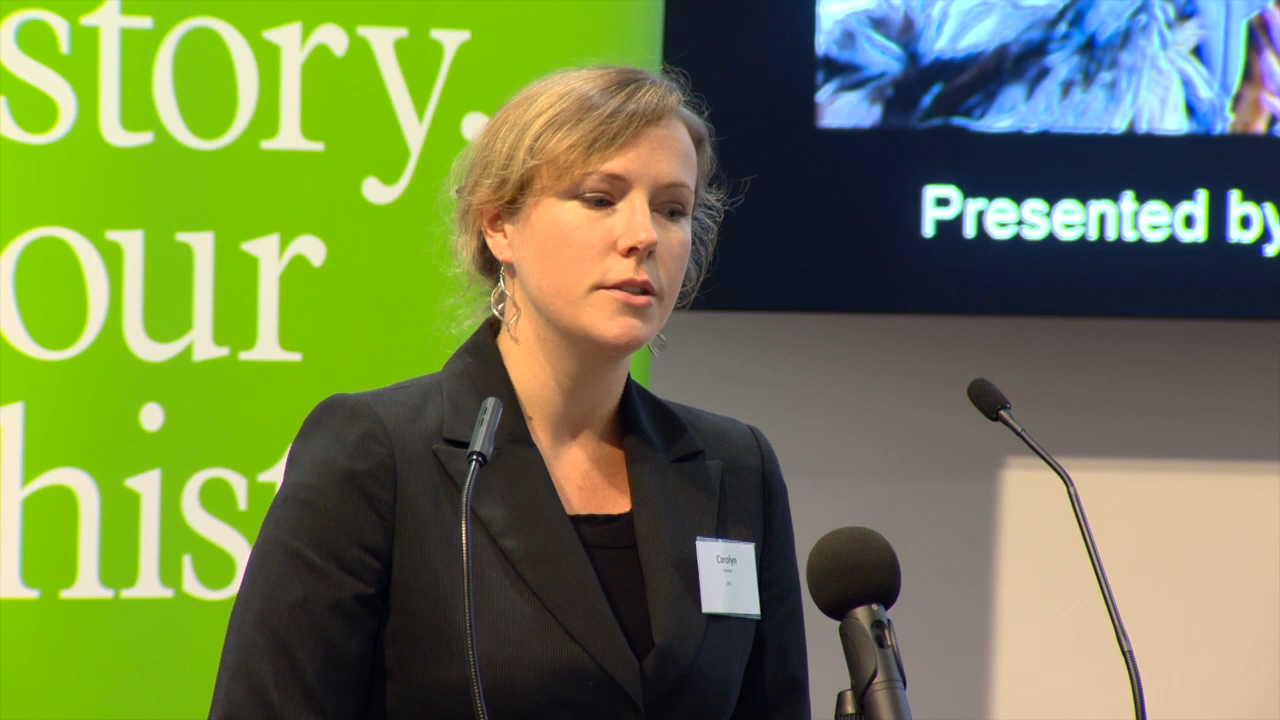 story.
our
hist
Presented by
Carolyn